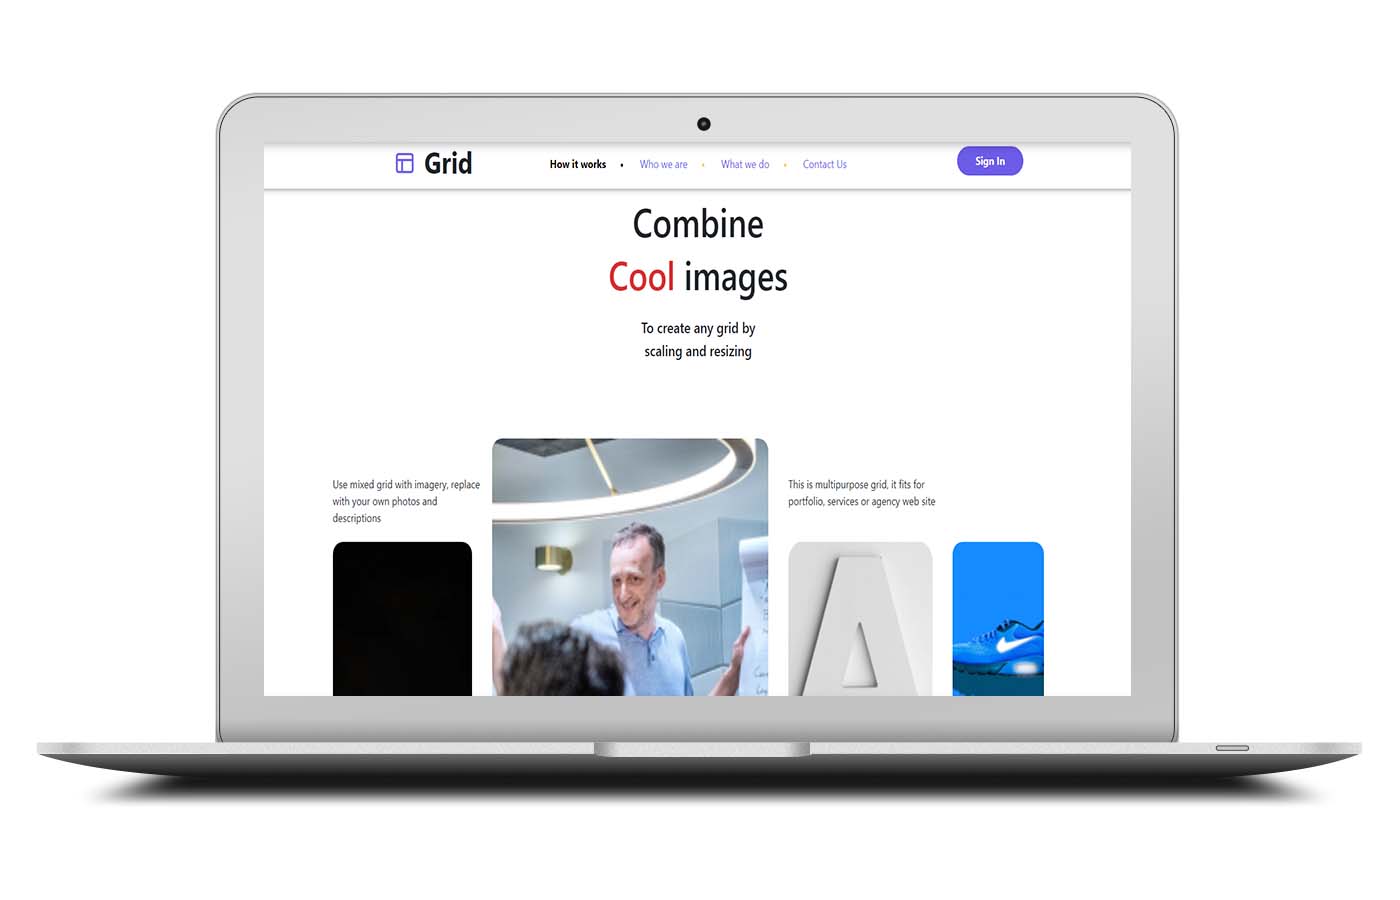 Grid
How it works • Who we are • What we do • Contact Us
Sign In
Combine
Cool images
To create any grid by
scaling and resizing
Use mixed grid with imagery, replace
with your own photos and
descriptions
This is multipurpose grid, it fits for
portfolio, services or agency web site
A